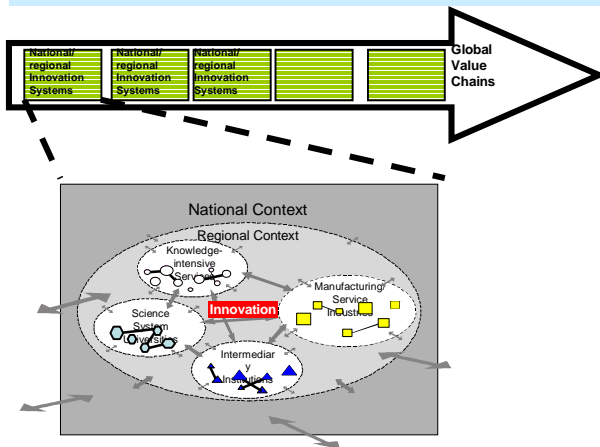 National/
regional
Innovation
Systems
National/
regional
Innovation
Systems
National/
regional
Innovation
Systems
Global
Value
Chains
National Context
Regional Context
Knowledge-
intensive
Services
Manufacturing/
Service
Industries
Innovation
Science
System
Universities
Intermediar
y
Institutions